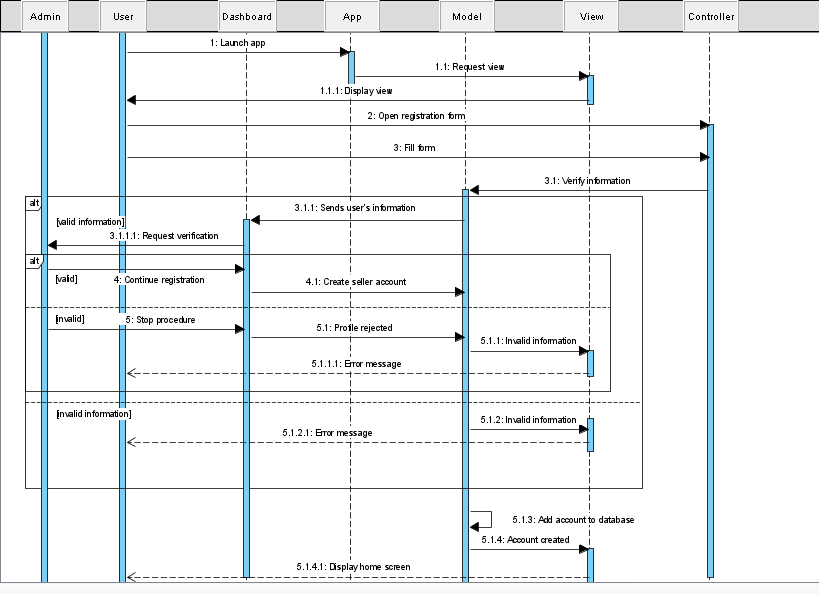 Admin User Dashboard App Model View Controller
1: Launch app
1.1: Request view
1.1.1: Display view
2: Open registration form
3: Fill form
3.1: Verify information
alt
3.1.1: Sends user's information
[valid information]
3.1.1.1: Request verification
alt
[valid] 4: Continue registration
4.1: Create seller account
[invalid] 5: Stop procedure
5.1: Profile rejected
5.1.1: Invalid information
5.1.1.1: Error message
[invalid information]
5.1.2: Invalid information
5.1.2.1: Error message
5.1.3: Add account to database
5.1.4: Account created
5.1.4.1: Display home screen